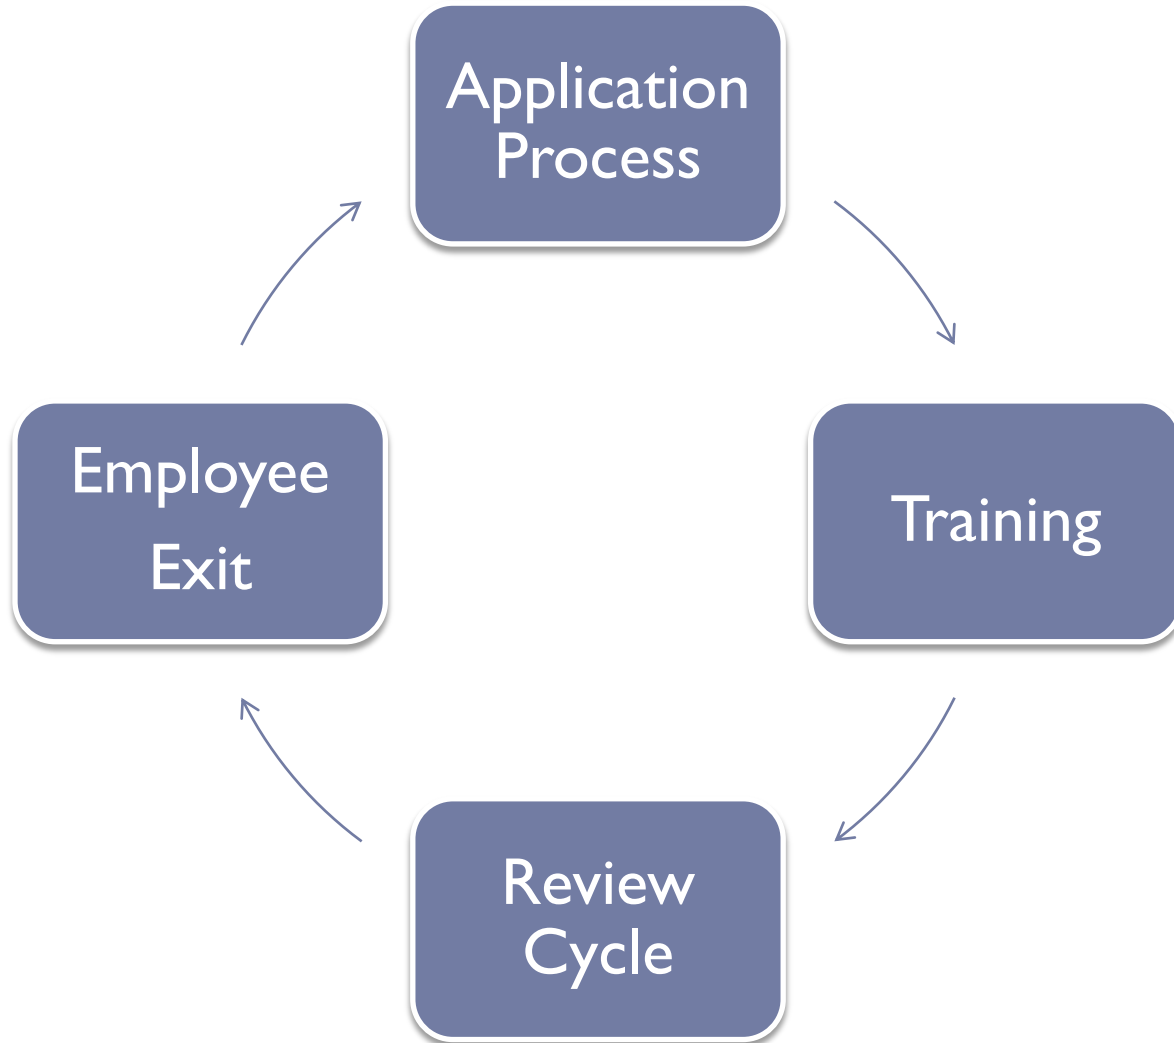 Application
Process
Training
Review
Cycle
Employee
Exit